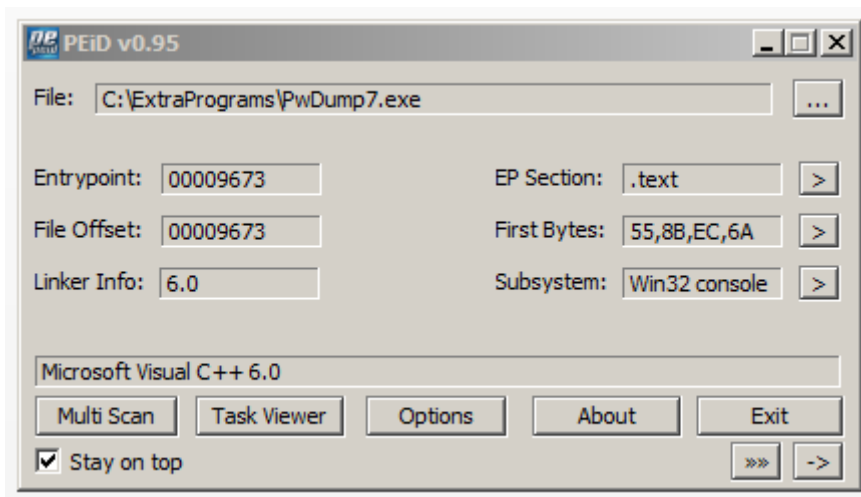 PEiD v0.95
File: C:\ExtraPrograms\PwDump7.exe ...
Entrypoint: 00009673 EP Section: .text >
File Offset: 00009673 First Bytes: 55,8B,EC,6A >
Linker Info: 6.0 Subsystem: Win32 console >
Microsoft Visual C++ 6.0
Multi Scan Task Viewer Options About Exit
Stay on top »» ->